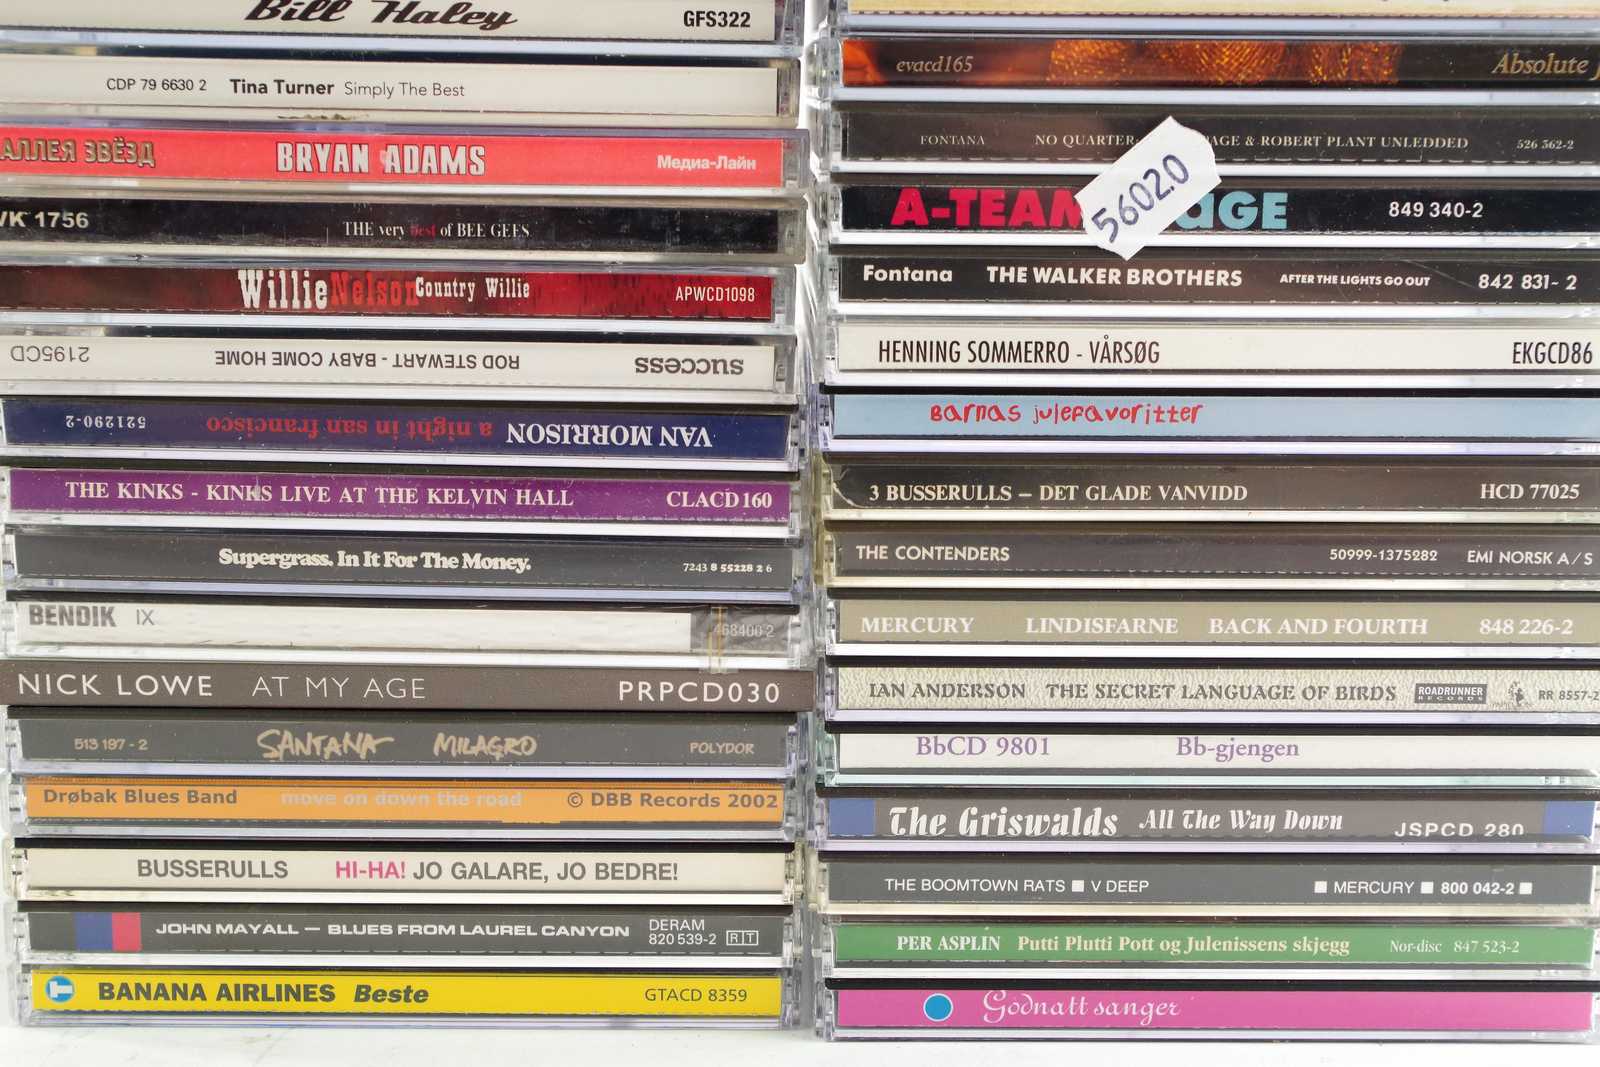 Bill Haley GFS322
CDP 79 6630 2 Tina Turner Simply The Best
АЛЛЕЯ ЗВЁЗД BRYAN ADAMS Медиа-Лайн
VK 1756 THE very best of BEE GEES
Willie Nelson Country Willie APWCD1098
success ROD STEWART - BABY COME HOME 2195CD
VAN MORRISON a night in san francisco 521290-2
THE KINKS - KINKS LIVE AT THE KELVIN HALL CLACD 160
Supergrass. In It For The Money. 7243 8 55228 2 6
BENDIK IX 468400 2
NICK LOWE AT MY AGE PRPCD030
513 197 - 2 SANTANA MILAGRO POLYDOR
Drøbak Blues Band move on down the road © DBB Records 2002
BUSSERULLS HI-HA! JO GALARE, JO BEDRE!
JOHN MAYALL — BLUES FROM LAUREL CANYON DERAM
820 539-2 RT
BANANA AIRLINES Beste GTACD 8359
evacd165 Absolute
FONTANA NO QUARTER: PAGE & ROBERT PLANT UNLEDDED 526 362-2
56020
A-TEAM aGE 849 340-2
Fontana THE WALKER BROTHERS AFTER THE LIGHTS GO OUT 842 831- 2
HENNING SOMMERRO - VÅRSØG EKGCD86
Barnas julefavoritter
3 BUSSERULLS – DET GLADE VANVIDD HCD 77025
THE CONTENDERS 50999-1375282 EMI NORSK A/S
MERCURY LINDISFARNE BACK AND FOURTH 848 226-2
IAN ANDERSON THE SECRET LANGUAGE OF BIRDS ROADRUNNER RECORDS RR 8557-2
BbCD 9801 Bb-gjengen
The Griswalds All The Way Down JSPCD 280
THE BOOMTOWN RATS ■ V DEEP ■ MERCURY ■ 800 042-2 ■
PER ASPLIN Putti Plutti Pott og Julenissens skjegg Nor-disc 847 523-2
Godnatt sanger